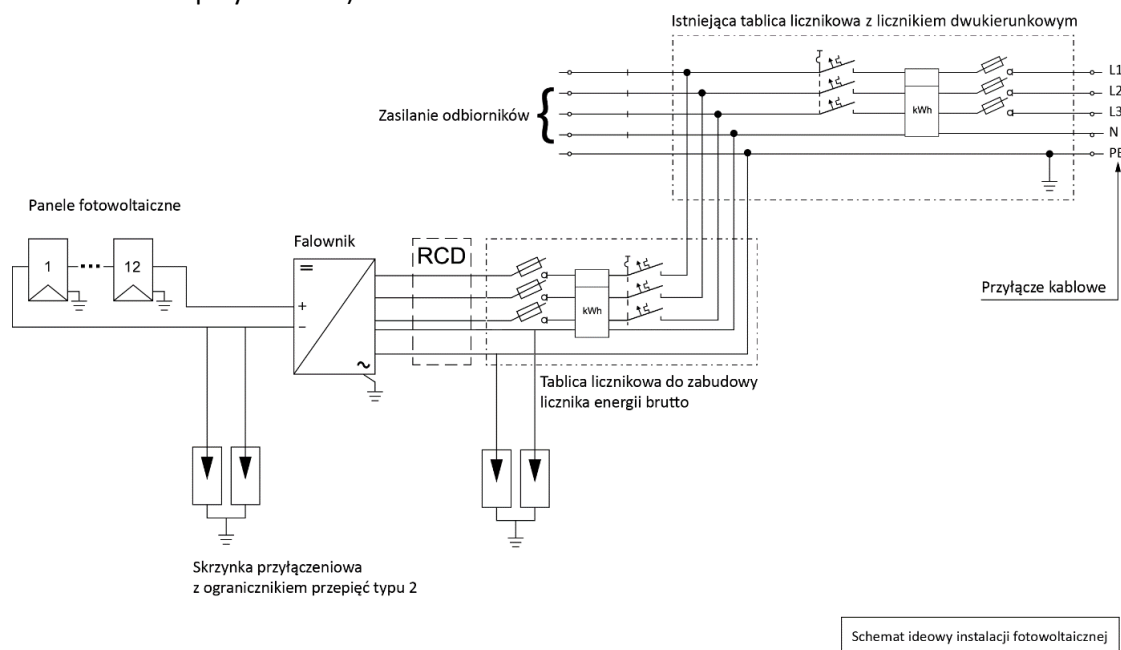 Istniejąca tablica licznikowa z licznikiem dwukierunkowym
L1
L2
kWh
Zasilanie odbiorników
L3
N
PE
Panele fotowoltaiczne
Falownik
RCD
1
12
Przyłącze kablowe
+
kWh
−
Tablica licznikowa do zabudowy
licznika energii brutto
Skrzynka przyłączeniowa
z ogranicznikiem przepięć typu 2
Schemat ideowy instalacji fotowoltaicznej